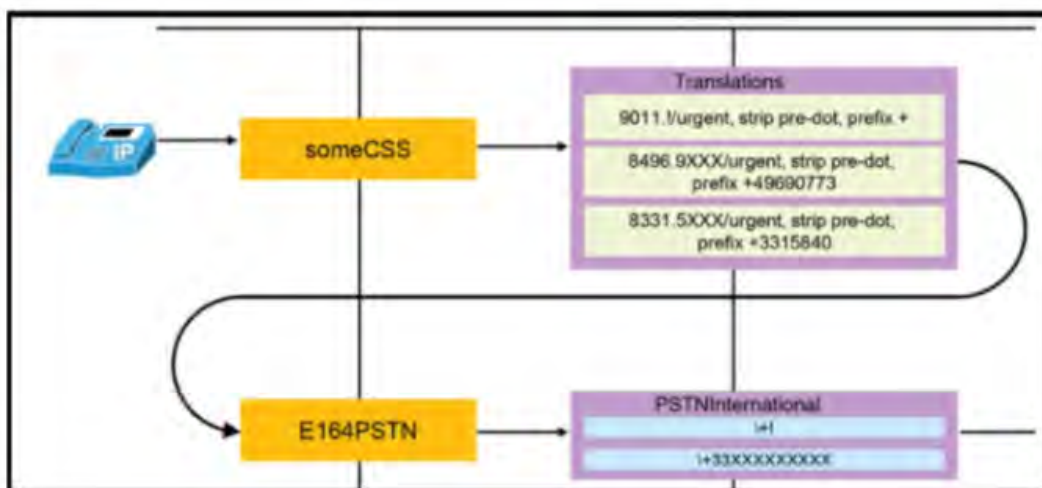 Translations
9011.!/urgent, strip pre-dot, prefix +
IP
someCSS
8496.9XXX/urgent, strip pre-dot,
prefix +49690773
8331.5XXX/urgent, strip pre-dot,
prefix +3315840
E164PSTN
PSTNInternational
\+!
\+33XXXXXXXXX